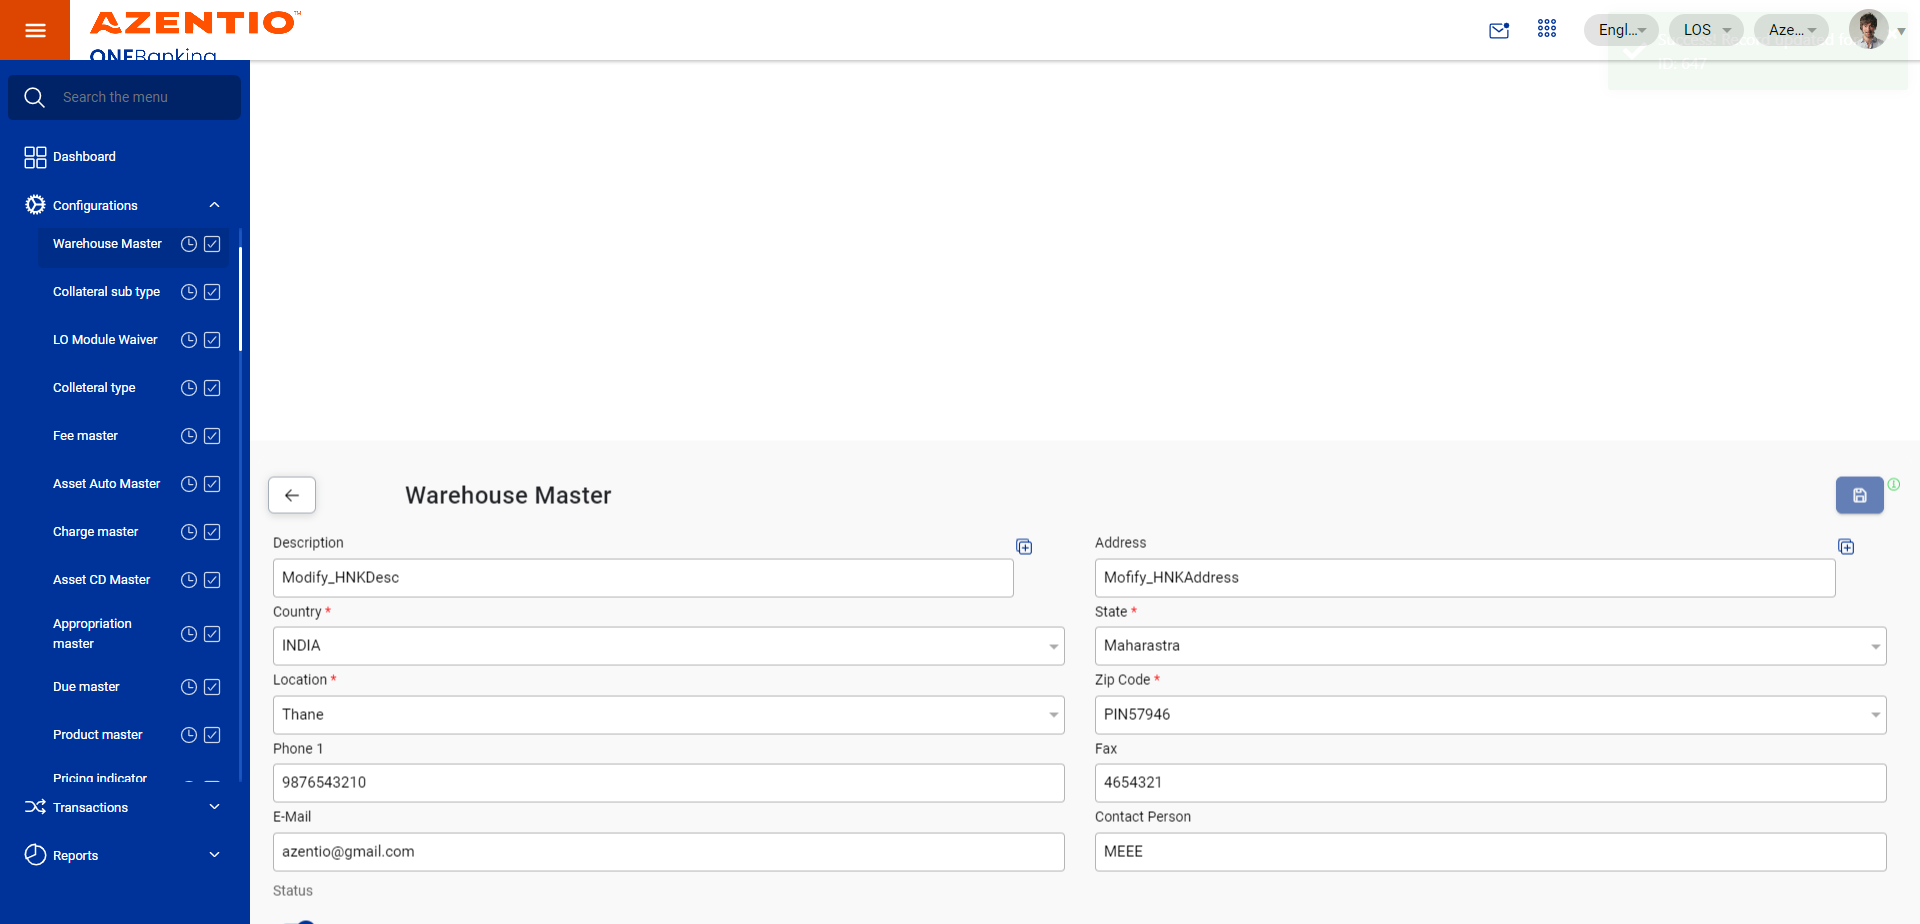 AZENTIO™
ONEBanking
Engl...
LOS
Aze...
Search the menu
Dashboard
Configurations
Warehouse Master
Collateral sub type
LO Module Waiver
Colleteral type
Fee master
Asset Auto Master
Charge master
Asset CD Master
Appropriation
master
Due master
Product master
Pricing indicator
Transactions
Reports
Warehouse Master
Description
Modify_HNKDesc
Address
Mofify_HNKAddress
Country *
INDIA
State *
Maharastra
Location *
Thane
Zip Code *
PIN57946
Phone 1
9876543210
Fax
4654321
E-Mail
azentio@gmail.com
Contact Person
MEEE
Status